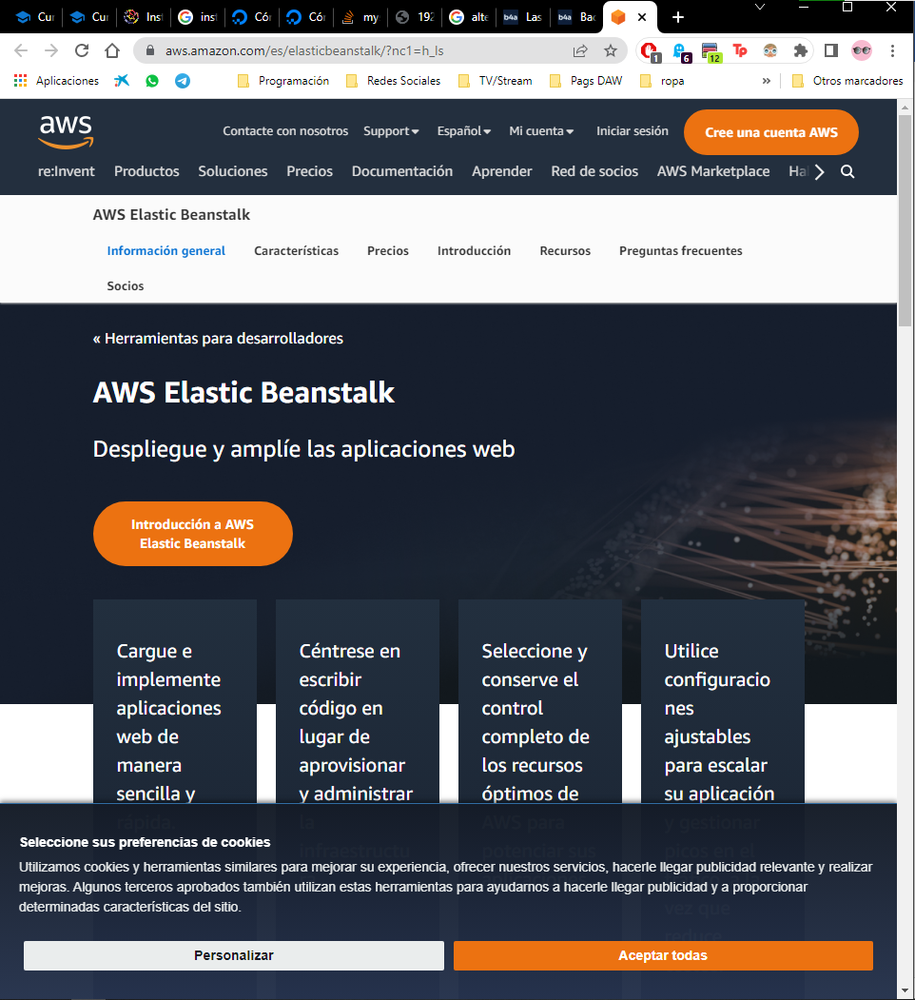 Cur
Cur
Inst
inst
Cór
Cór
my
192
alte
b4a Las
b4a Bac
aws.amazon.com/es/elasticbeanstalk/?nc1=h_ls
1
6
12
Tp
Aplicaciones
Programación
Redes Sociales
TV/Stream
Pags DAW
ropa
»
Otros marcadores
aws
Contacte con nosotros
Support
Español
Mi cuenta
Iniciar sesión
Cree una cuenta AWS
re:Invent
Productos
Soluciones
Precios
Documentación
Aprender
Red de socios
AWS Marketplace
Ha
AWS Elastic Beanstalk
Información general
Características
Precios
Introducción
Recursos
Preguntas frecuentes
Socios
« Herramientas para desarrolladores
AWS Elastic Beanstalk
Despliegue y amplíe las aplicaciones web
Introducción a AWS
Elastic Beanstalk
Cargue e
implemente
aplicaciones
web de
manera
sencilla y
rápida.
Céntrese en
escribir
código en
lugar de
aprovisionar
y administrar
la
infraestructu
Seleccione y
conserve el
control
completo de
los recursos
óptimos de
AWS para
potenciar sus
Utilice
configuracio
nes
ajustables
para escalar
su aplicación
y gestionar
picos en el
vez que
reduce
Seleccione sus preferencias de cookies
Utilizamos cookies y herramientas similares para mejorar su experiencia, ofrecer nuestros servicios, hacerle llegar publicidad relevante y realizar
mejoras. Algunos terceros aprobados también utilizan estas herramientas para ayudarnos a hacerle llegar publicidad y a proporcionar
determinadas características del sitio.
Personalizar
Aceptar todas